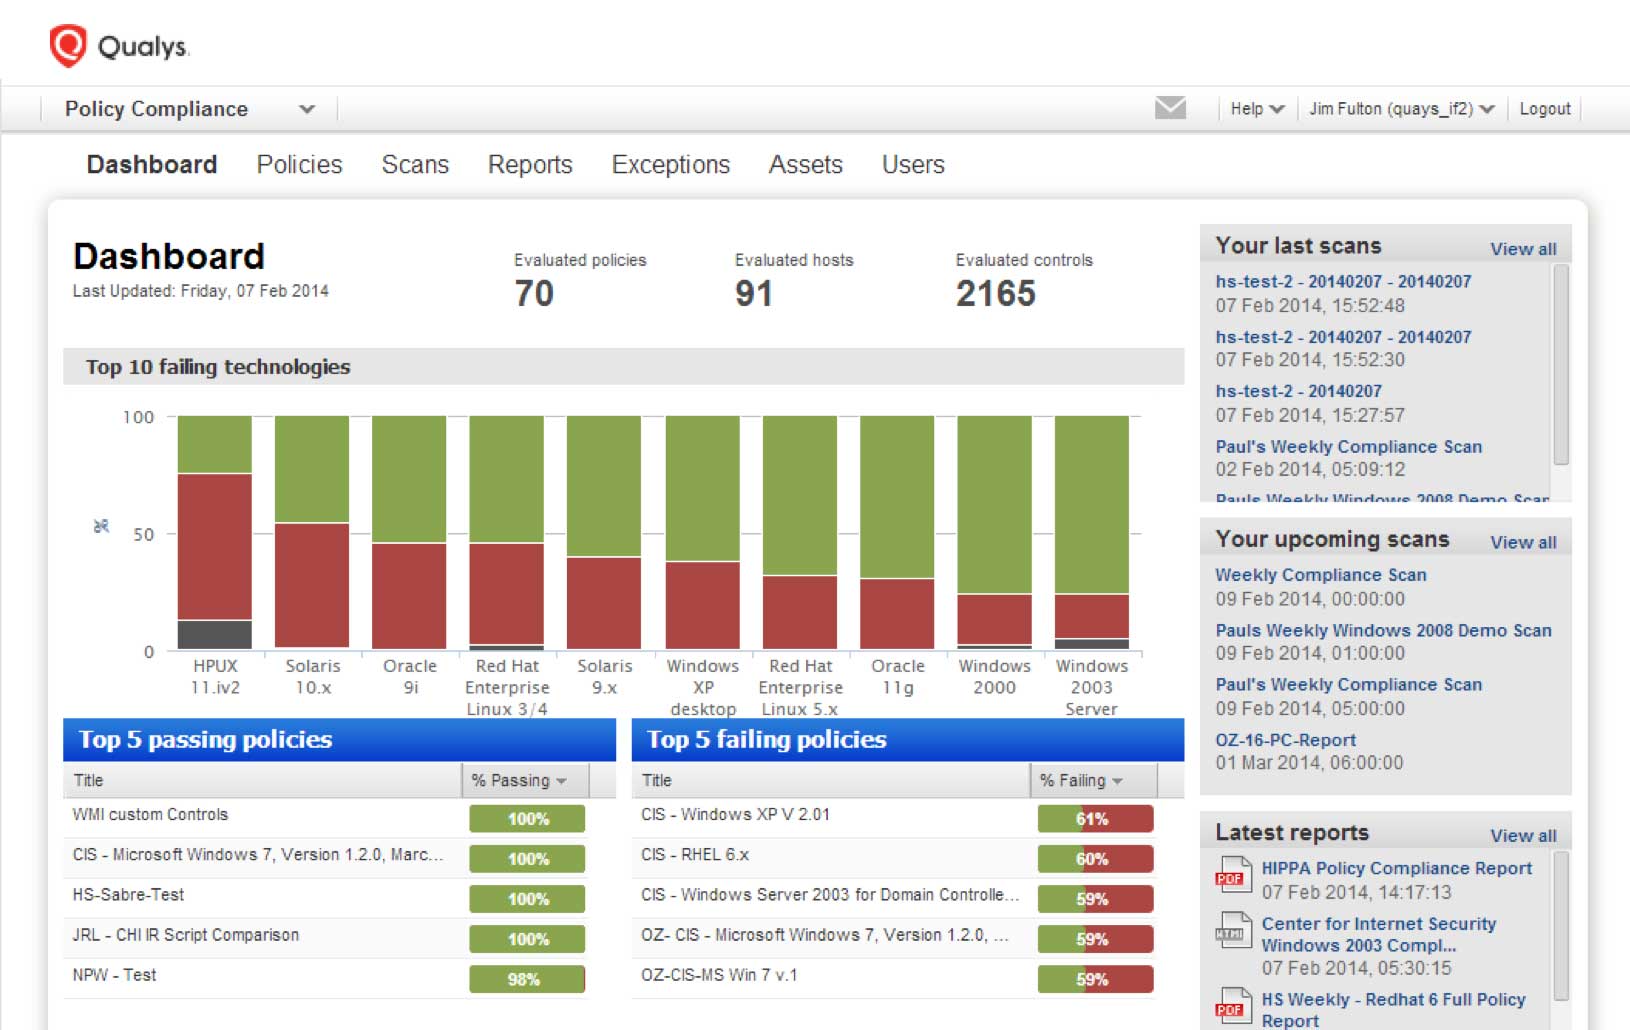 Qualys.
Policy Compliance
Help
Jim Fulton (quays_if2)
Logout
Dashboard
Policies
Scans
Reports
Exceptions
Assets
Users
Dashboard
Last Updated: Friday, 07 Feb 2014
Evaluated policies
70
Evaluated hosts
91
Evaluated controls
2165
Top 10 failing technologies
100
50
0
HPUX
11.iv2
Solaris
10.x
Oracle
9i
Red Hat
Enterprise
Linux 3/4
Solaris
9.x
Windows
XP
desktop
Red Hat
Enterprise
Linux 5.x
Oracle
11g
Windows
2000
Windows
2003
Server
Top 5 passing policies
Title
% Passing
WMI custom Controls
100%
CIS - Microsoft Windows 7, Version 1.2.0, Marc...
100%
HS-Sabre-Test
100%
JRL - CHI IR Script Comparison
100%
NPW - Test
98%
Top 5 failing policies
Title
% Failing
CIS - Windows XP V 2.01
61%
CIS - RHEL 6.x
60%
CIS - Windows Server 2003 for Domain Controlle...
59%
OZ- CIS - Microsoft Windows 7, Version 1.2.0, ...
59%
OZ-CIS-MS Win 7 v.1
59%
Your last scans
View all
hs-test-2 - 20140207 - 20140207
07 Feb 2014, 15:52:48
hs-test-2 - 20140207 - 20140207
07 Feb 2014, 15:52:30
hs-test-2 - 20140207
07 Feb 2014, 15:27:57
Paul's Weekly Compliance Scan
02 Feb 2014, 05:09:12
Pauls Weekly Windows 2008 Demo Scan
Your upcoming scans
View all
Weekly Compliance Scan
09 Feb 2014, 00:00:00
Pauls Weekly Windows 2008 Demo Scan
09 Feb 2014, 01:00:00
Paul's Weekly Compliance Scan
09 Feb 2014, 05:00:00
OZ-16-PC-Report
01 Mar 2014, 06:00:00
Latest reports
View all
PDF
HIPPA Policy Compliance Report
07 Feb 2014, 14:17:13
HTML
Center for Internet Security
Windows 2003 Compl...
07 Feb 2014, 05:30:15
PDF
HS Weekly - Redhat 6 Full Policy
Report